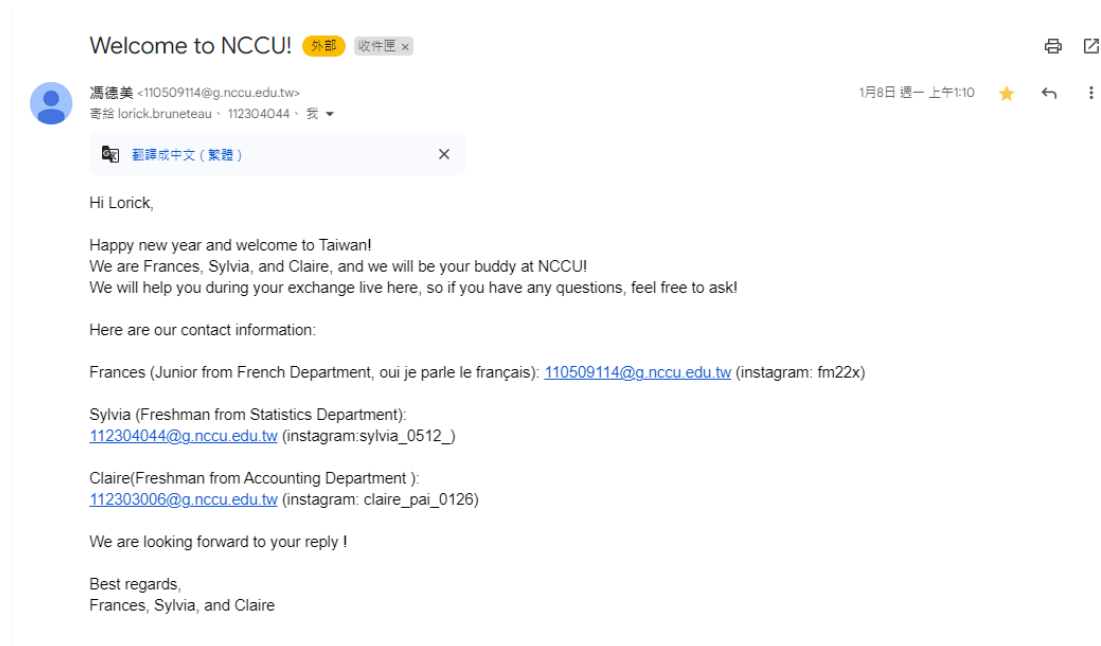 Welcome to NCCU! 外部 收件匣 ×
馮德美 <110509114@g.nccu.edu.tw> 1月8日 週一 上午1:10
寄給 lorick.bruneteau、 112304044、 我
翻譯成中文（繁體）
Hi Lorick,
Happy new year and welcome to Taiwan!
We are Frances, Sylvia, and Claire, and we will be your buddy at NCCU!
We will help you during your exchange live here, so if you have any questions, feel free to ask!
Here are our contact information:
Frances (Junior from French Department, oui je parle le français): 110509114@g.nccu.edu.tw (instagram: fm22x)
Sylvia (Freshman from Statistics Department):
112304044@g.nccu.edu.tw (instagram:sylvia_0512_)
Claire(Freshman from Accounting Department ):
112303006@g.nccu.edu.tw (instagram: claire_pai_0126)
We are looking forward to your reply !
Best regards,
Frances, Sylvia, and Claire